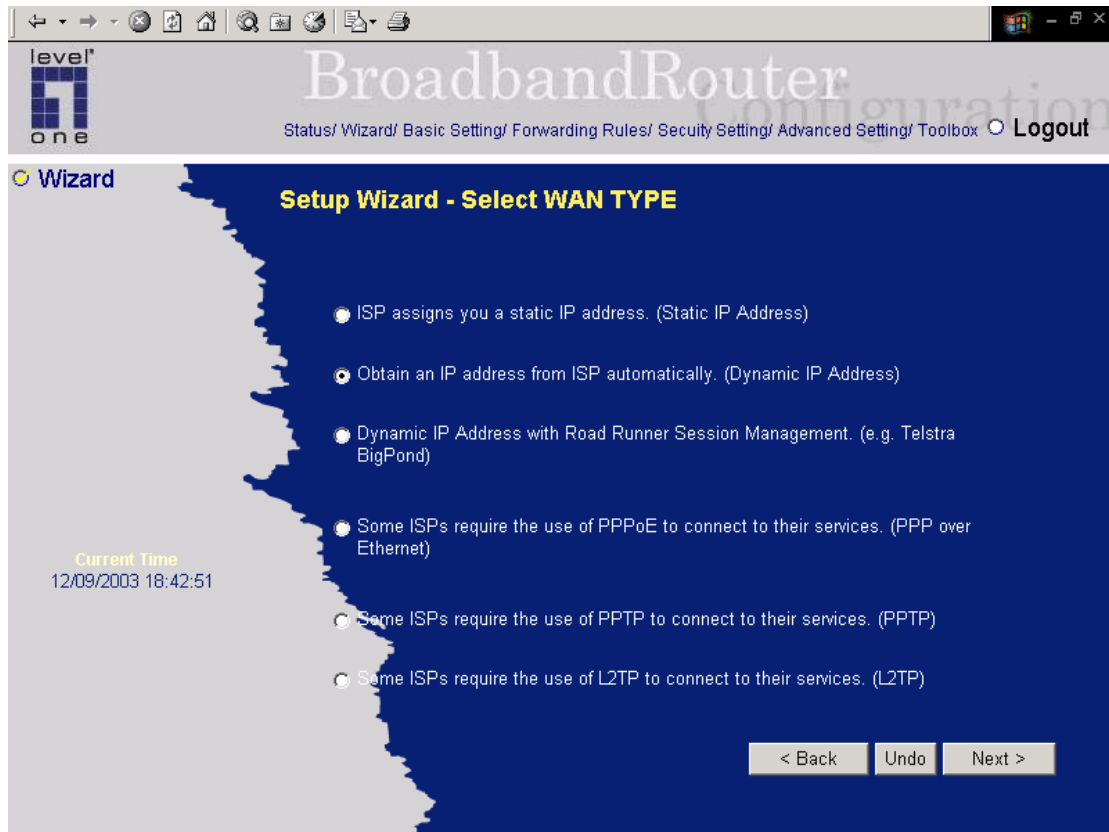 level
one
BroadbandRouter
Configuration
Status/ Wizard/ Basic Setting/ Forwarding Rules/ Secuity Setting/ Advanced Setting/ Toolbox
Logout
Wizard
Setup Wizard - Select WAN TYPE
ISP assigns you a static IP address. (Static IP Address)
Obtain an IP address from ISP automatically. (Dynamic IP Address)
Dynamic IP Address with Road Runner Session Management. (e.g. Telstra
BigPond)
Some ISPs require the use of PPPoE to connect to their services. (PPP over
Ethernet)
Current Time
12/09/2003 18:42:51
Some ISPs require the use of PPTP to connect to their services. (PPTP)
Some ISPs require the use of L2TP to connect to their services. (L2TP)
< Back
Undo
Next >